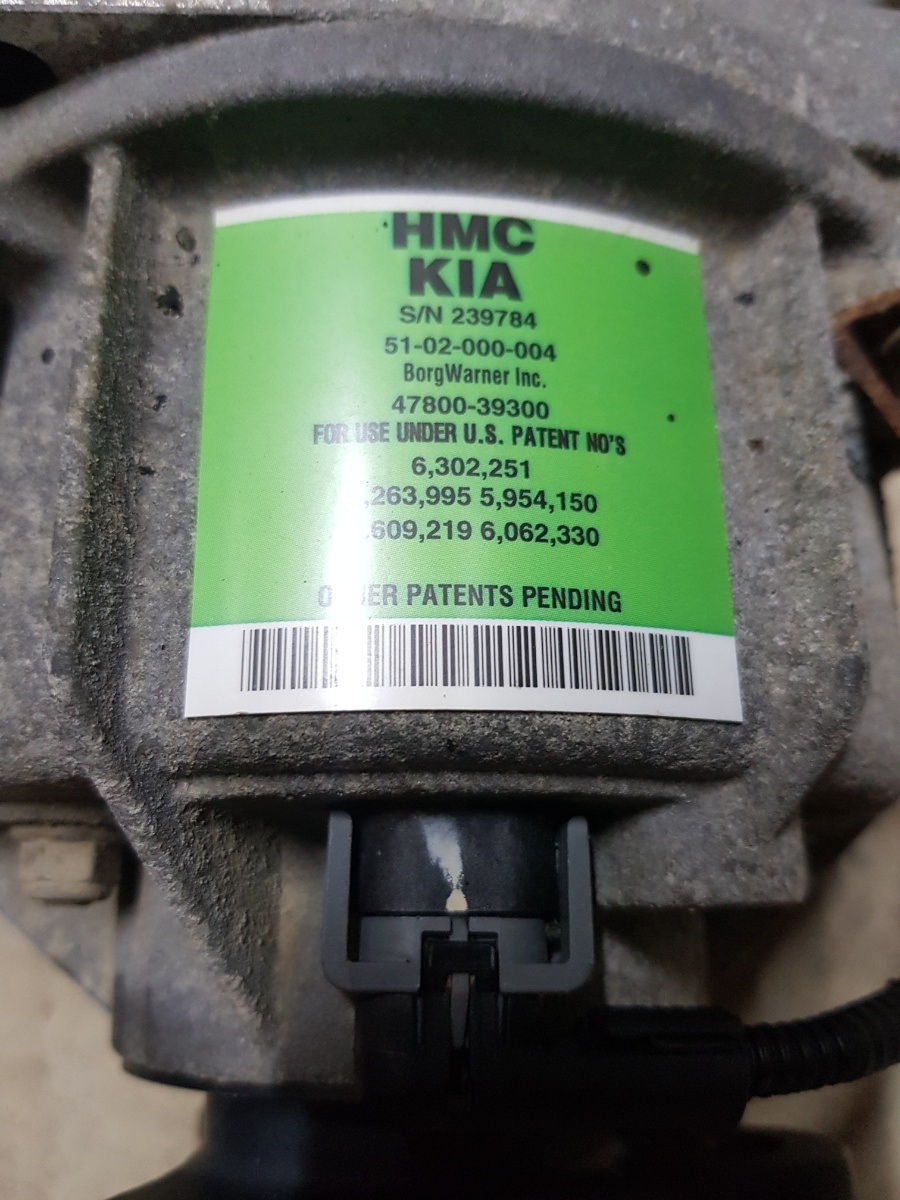 HMC
KIA
S/N 239784
51-02-000-004
BorgWarner Inc.
47800-39300
FOR USE UNDER U.S. PATENT NO'S
6,302,251
,263,995 5,954,150
,609,219 6,062,330
PATENTS PENDING